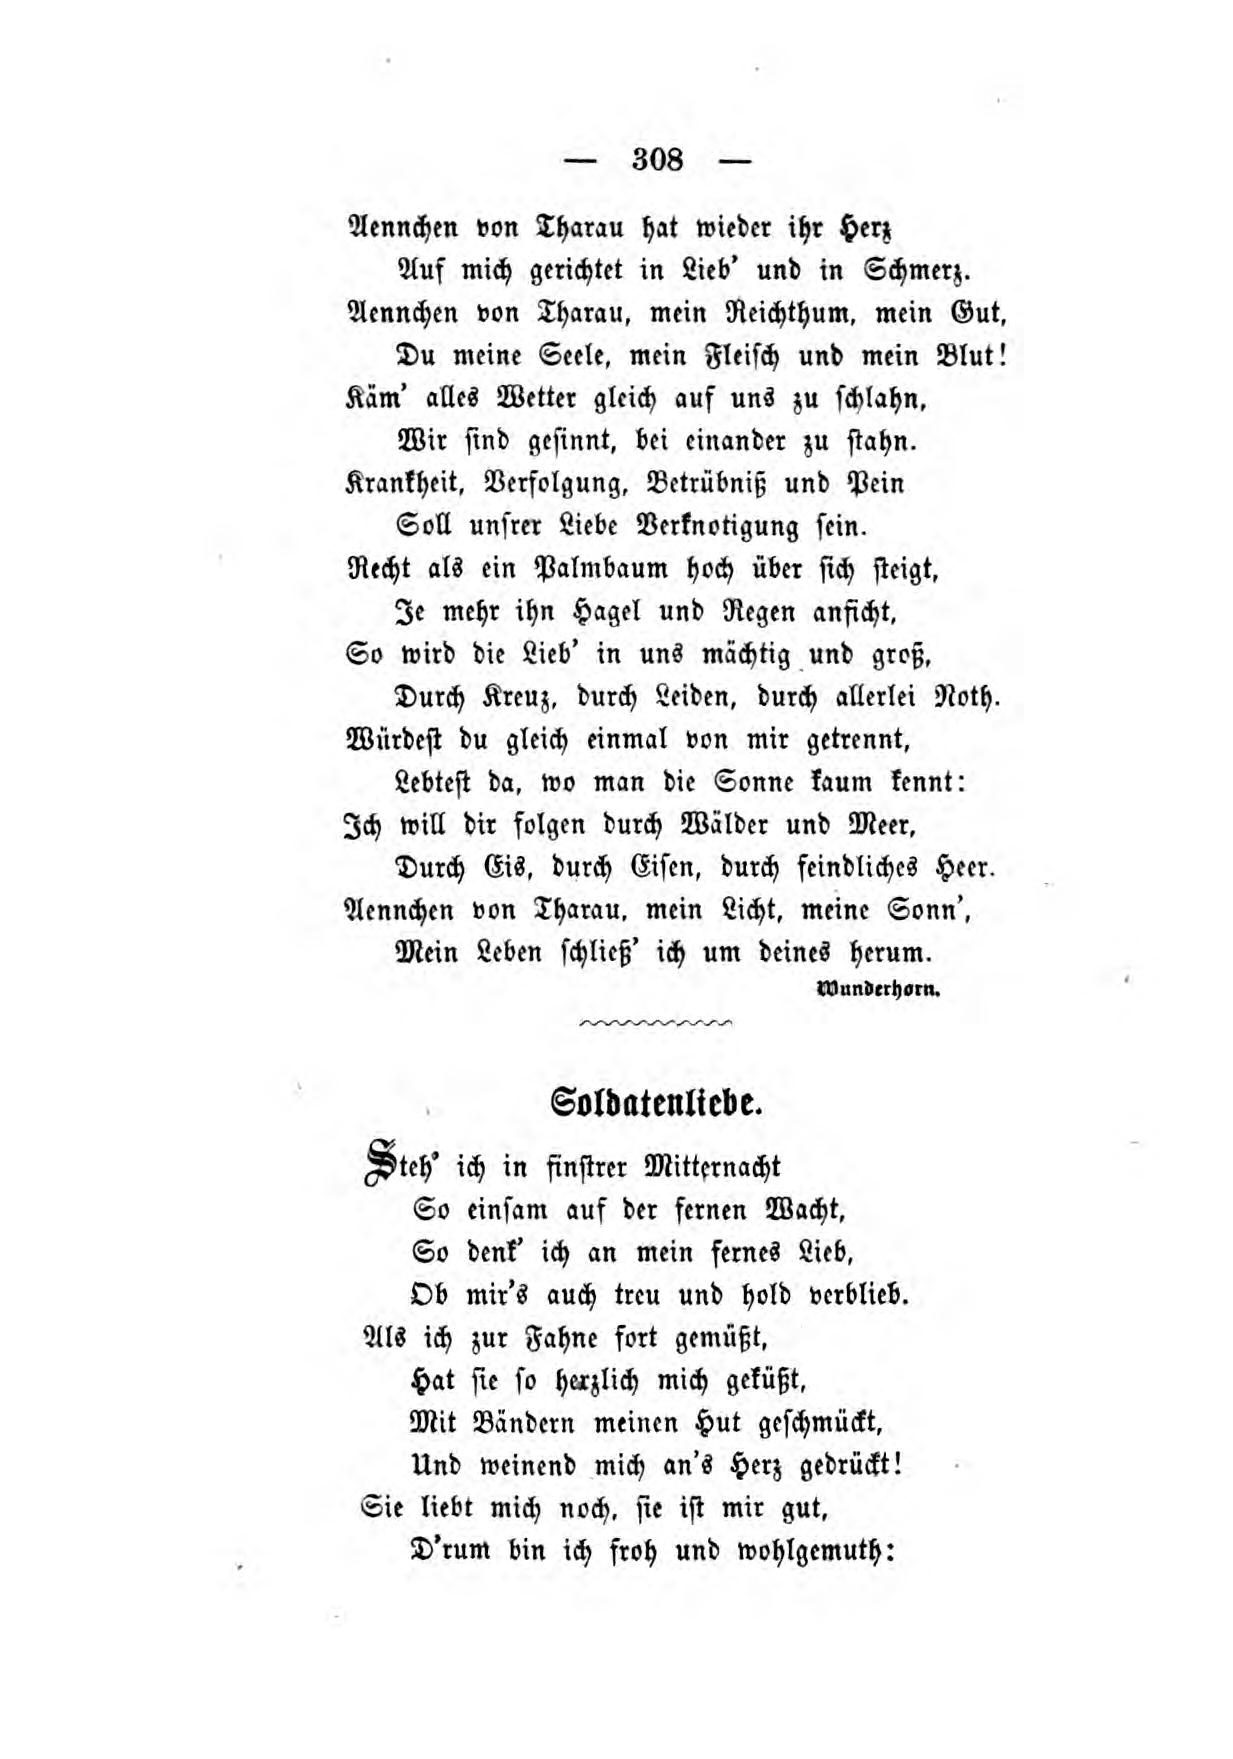 — 308 —
Aennchen von Tharau hat wieder ihr Herz
Auf mich gerichtet in Lieb’ und in Schmerz.
Aennchen von Tharau, mein Reichthum, mein Gut,
Du meine Seele, mein Fleiſch und mein Blut!
Käm’ alles Wetter gleich auf uns zu ſchlahn,
Wir ſind geſinnt, bei einander zu ſtahn.
Krankheit, Verfolgung, Betrübniß und Pein
Soll unſrer Liebe Verknotigung ſein.
Recht als ein Palmbaum hoch über ſich ſteigt,
Je mehr ihn Hagel und Regen anficht,
So wird die Lieb’ in uns mächtig und groß,
Durch Kreuz, durch Leiden, durch allerlei Noth.
Würdeſt du gleich einmal von mir getrennt,
Lebteſt da, wo man die Sonne kaum kennt:
Ich will dir folgen durch Wälder und Meer,
Durch Eis, durch Eiſen, durch feindliches Heer.
Aennchen von Tharau, mein Licht, meine Sonn’,
Mein Leben ſchließ’ ich um deines herum.
Wunderhorn.
Soldatenliebe.
Steh’ ich in finſtrer Mitternacht
So einſam auf der fernen Wacht,
So denk’ ich an mein fernes Lieb,
Ob mir’s auch treu und hold verblieb.
Als ich zur Fahne fort gemüßt,
Hat ſie ſo herzlich mich geküßt,
Mit Bändern meinen Hut geſchmückt,
Und weinend mich an’s Herz gedrückt!
Sie liebt mich noch, ſie iſt mir gut,
D’rum bin ich froh und wohlgemuth: